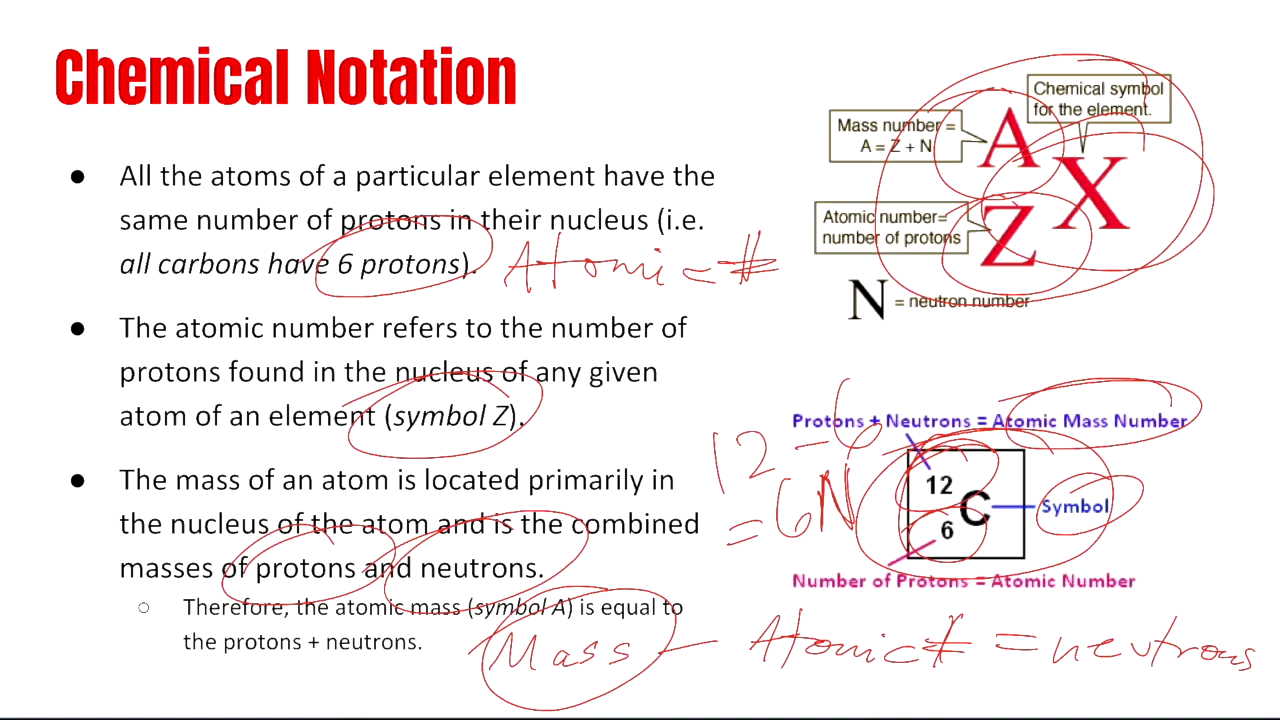 Chemical Notation
● All the atoms of a particular element have the
same number of protons in their nucleus (i.e.
all carbons have 6 protons).
Atomic #
● The atomic number refers to the number of
protons found in the nucleus of any given
atom of an element (symbol Z).
● The mass of an atom is located primarily in
the nucleus of the atom and is the combined
masses of protons and neutrons.
○ Therefore, the atomic mass (symbol A) is equal to
the protons + neutrons.
Mass - Atomic # = neutrons
Chemical symbol
for the element.
Mass number =
A = Z + N
A
X
Atomic number=
number of protons
Z
N = neutron number
Protons + Neutrons = Atomic Mass Number
12 - 6
= 6N
12
C
Symbol
6
Number of Protons = Atomic Number